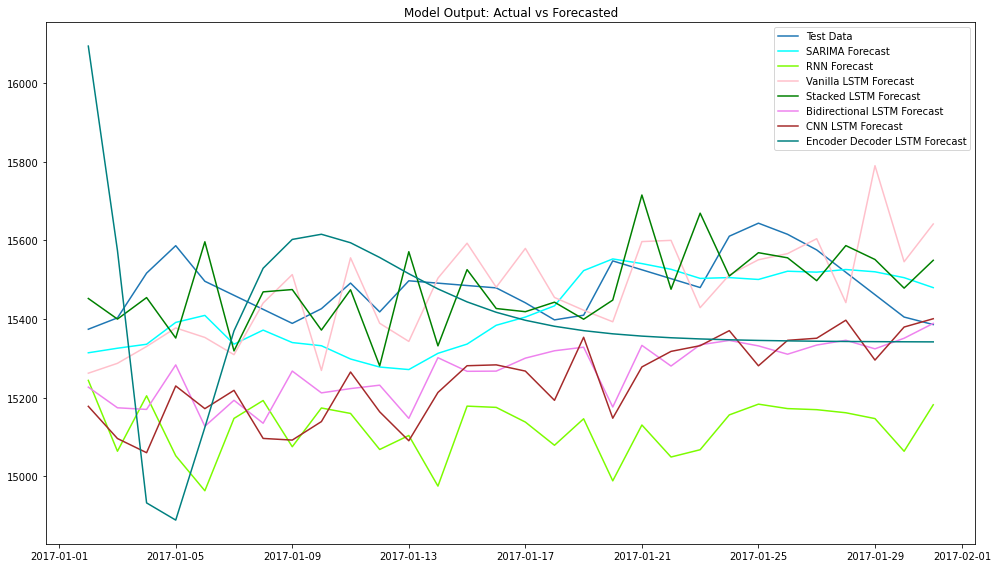 Model Output: Actual vs Forecasted
Test Data
SARIMA Forecast
RNN Forecast
Vanilla LSTM Forecast
Stacked LSTM Forecast
Bidirectional LSTM Forecast
CNN LSTM Forecast
Encoder Decoder LSTM Forecast
16000
15800
15600
15400
15200
15000
2017-01-01
2017-01-05
2017-01-09
2017-01-13
2017-01-17
2017-01-21
2017-01-25
2017-01-29
2017-02-01